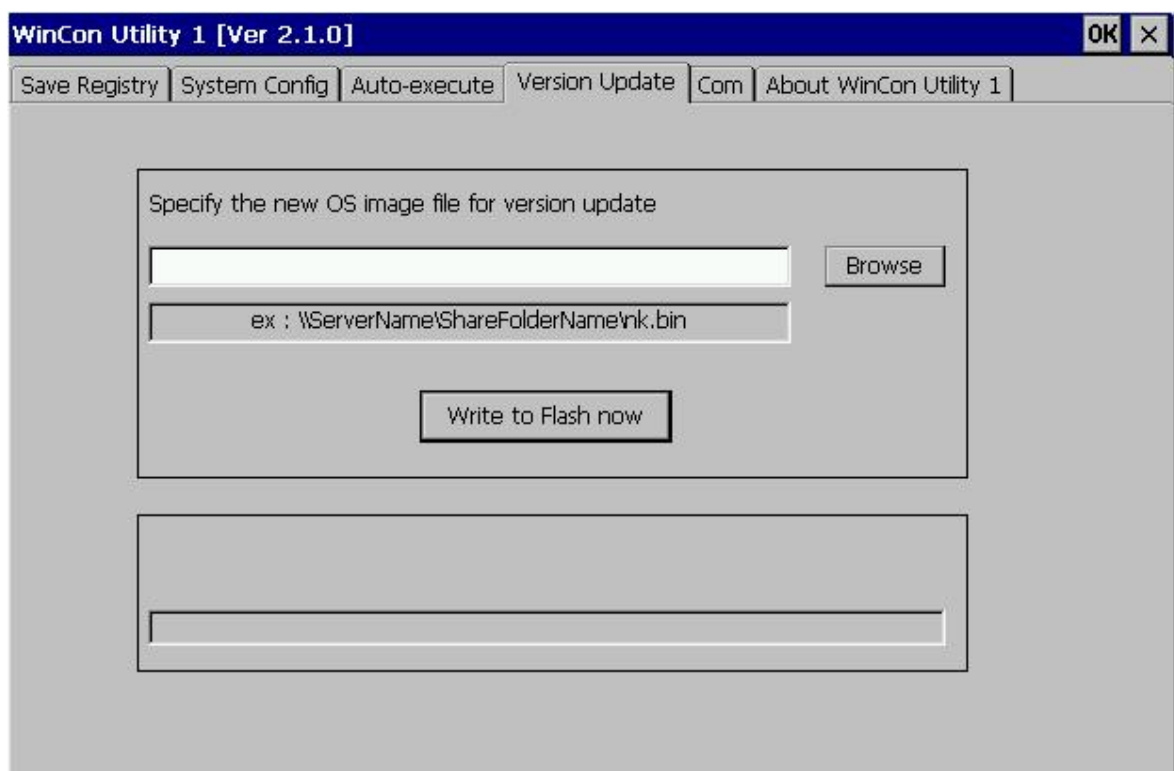 WinCon Utility 1 [Ver 2.1.0] OK ×
Save Registry System Config Auto-execute Version Update Com About WinCon Utility 1
Specify the new OS image file for version update
Browse
ex : \\ServerName\ShareFolderName\nk.bin
Write to Flash now